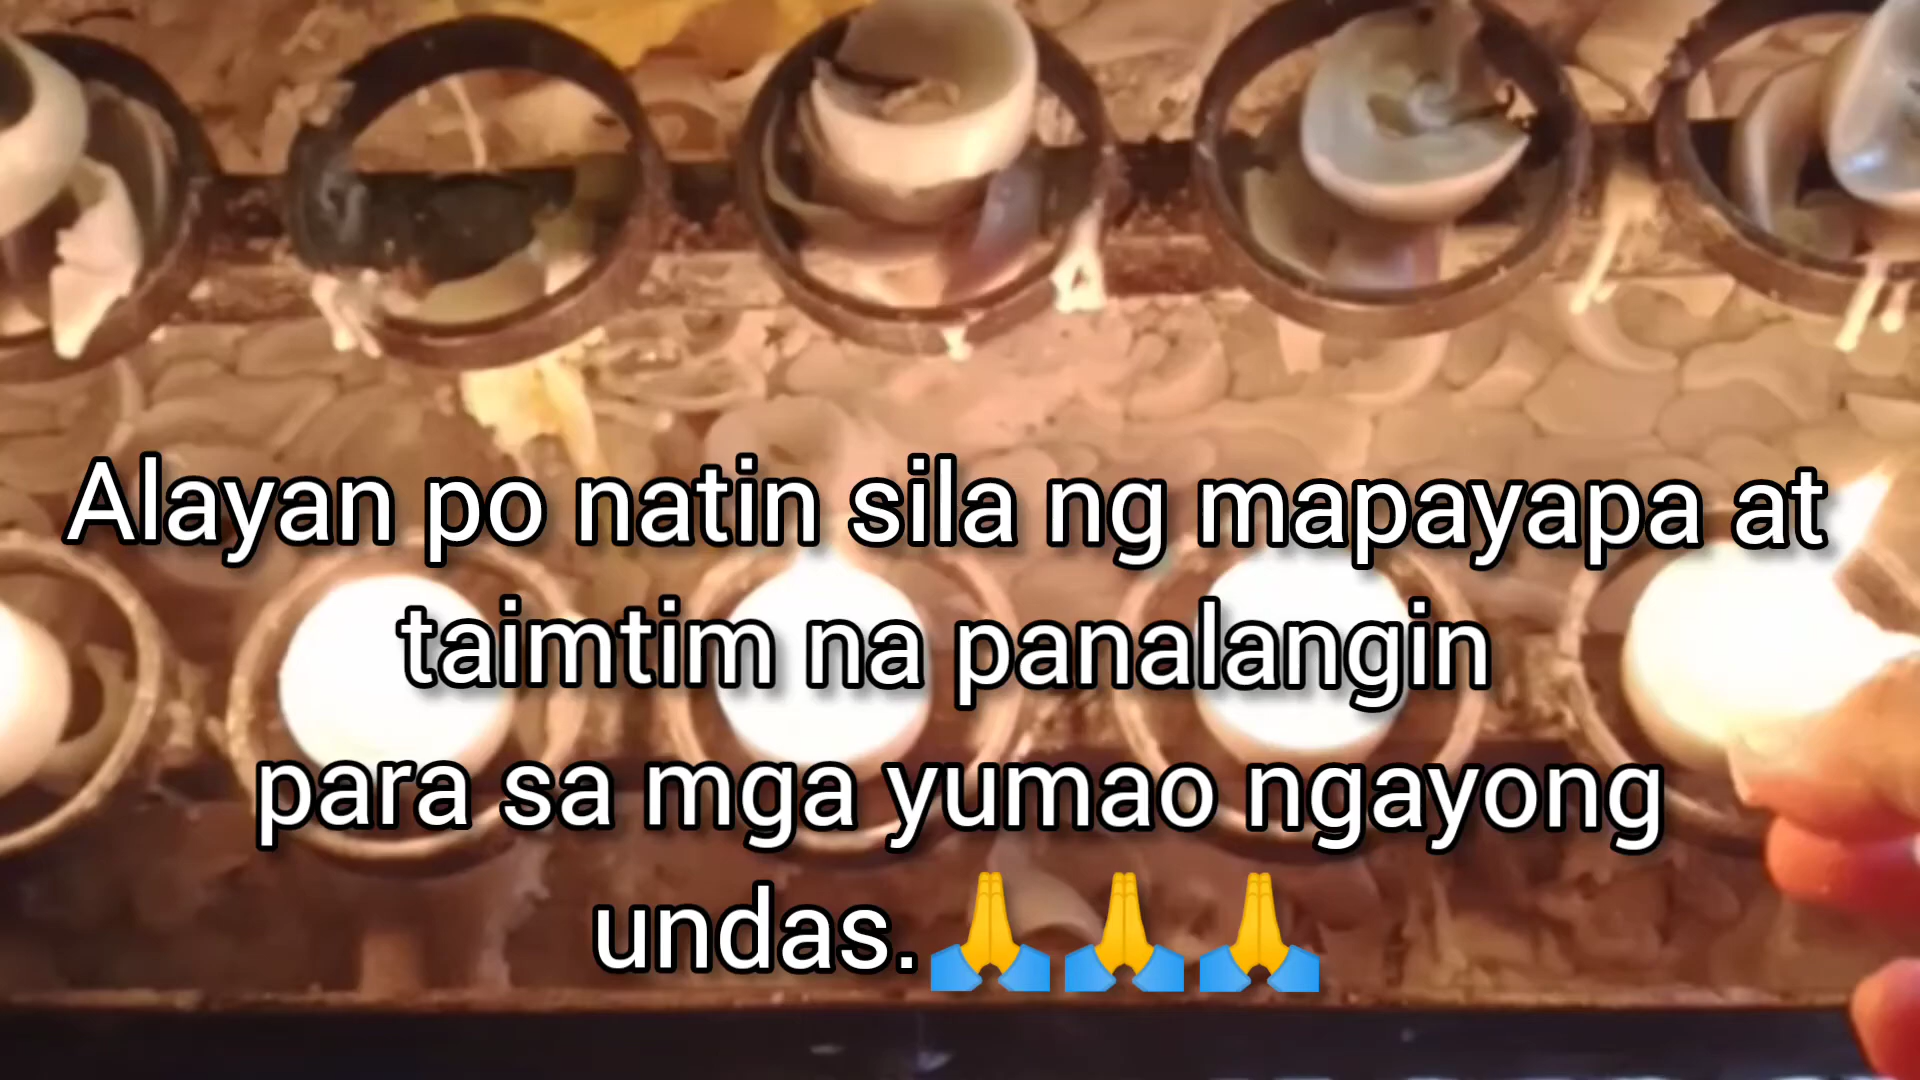 Alayan po natin sila ng mapayapa at
taimtim na panalangin
para sa mga yumao ngayong
undas.🙏🙏🙏